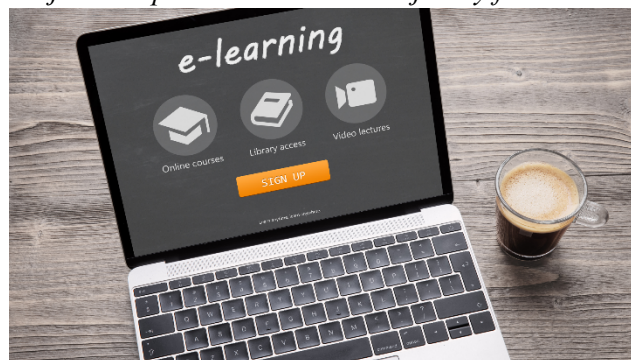 e-learning
Online courses
Library access
Video lectures
SIGN UP